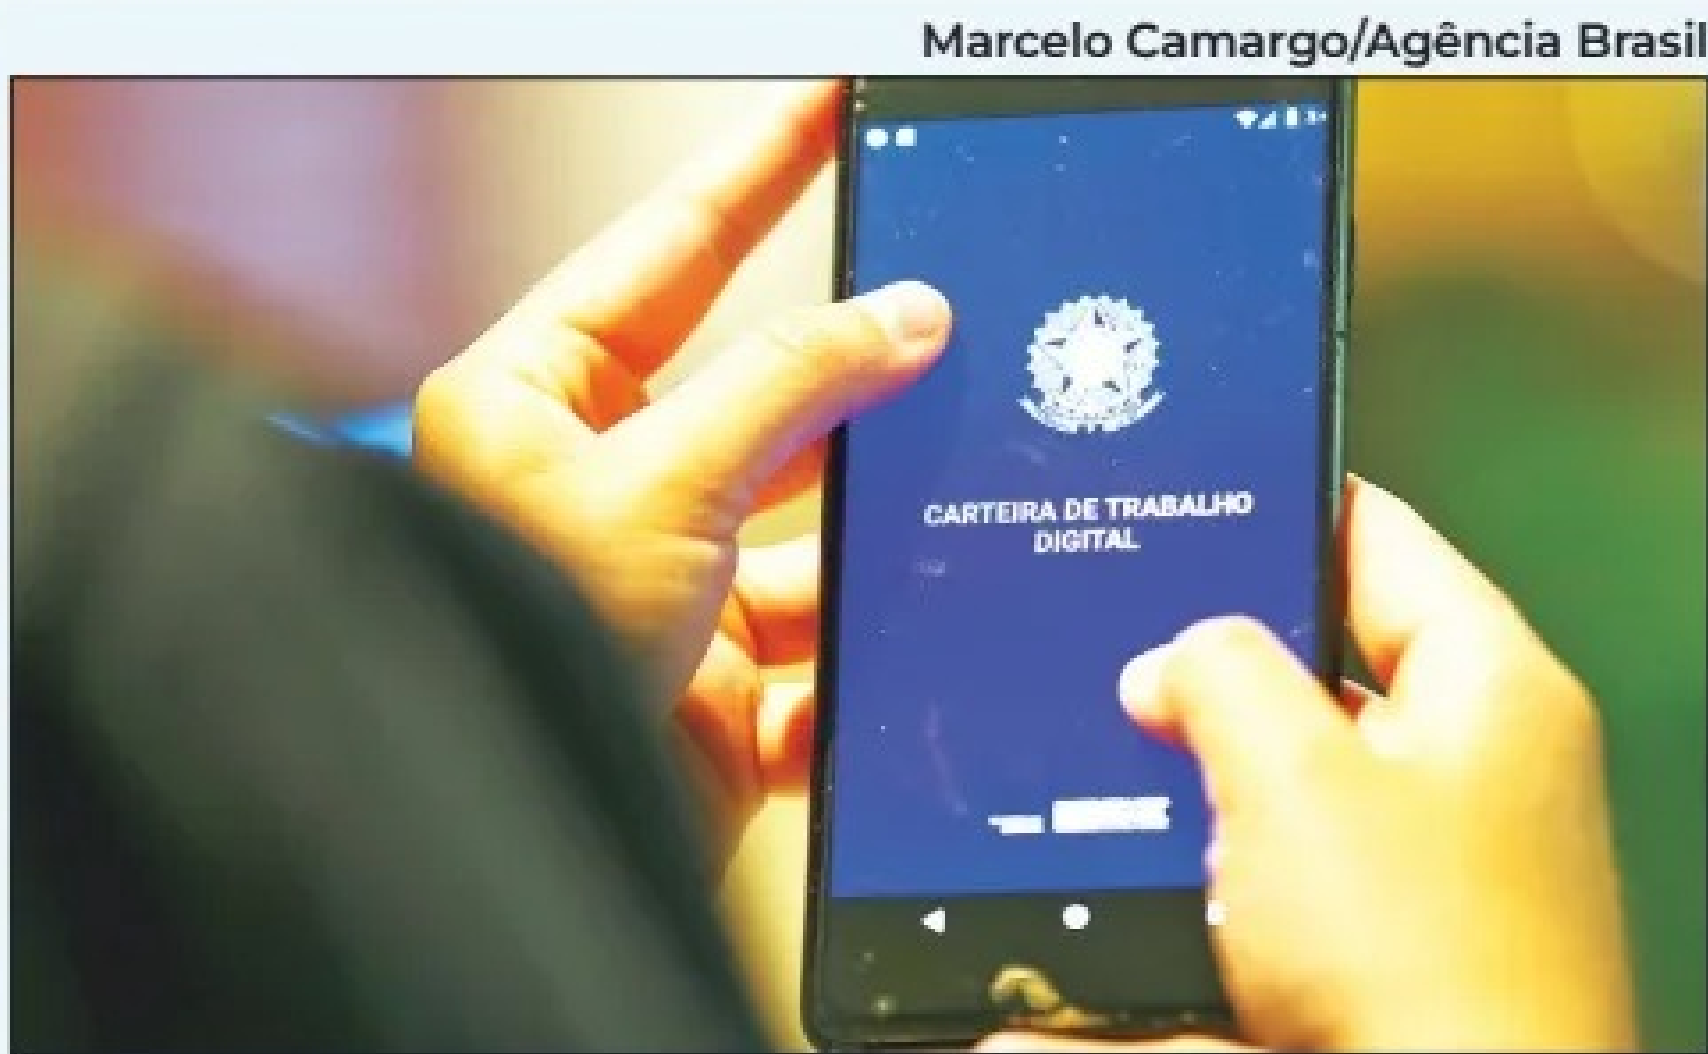 Marcelo Camargo/Agência Brasil
CARTEIRA DE TRABALHO
DIGITAL